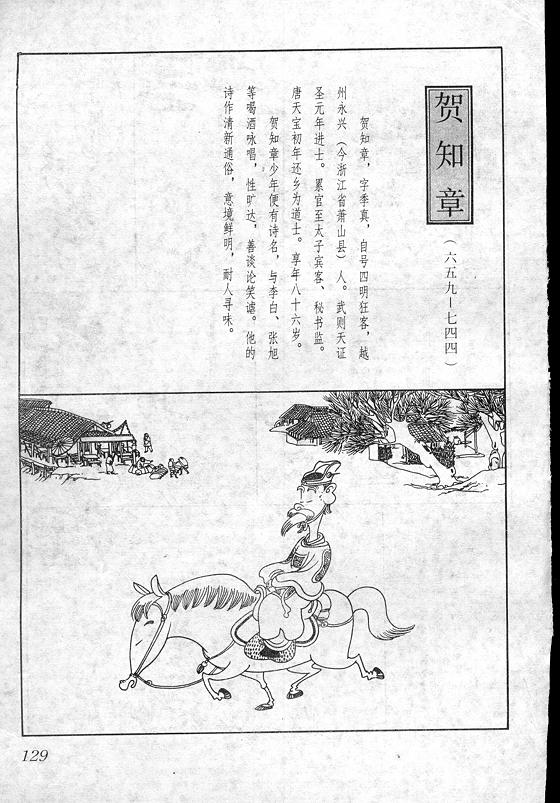 贺知章
（六五九－七四四）
贺知章，字季真，自号四明狂客，越
州永兴（今浙江省萧山县）人。武则天证
圣元年进士。累官至太子宾客、秘书监。
唐天宝初年还乡为道士。享年八十六岁。
贺知章少年便有诗名，与李白、张旭
等喝酒咏唱，性旷达，善谈论笑谑。他的
诗作清新通俗，意境鲜明，耐人寻味。
129